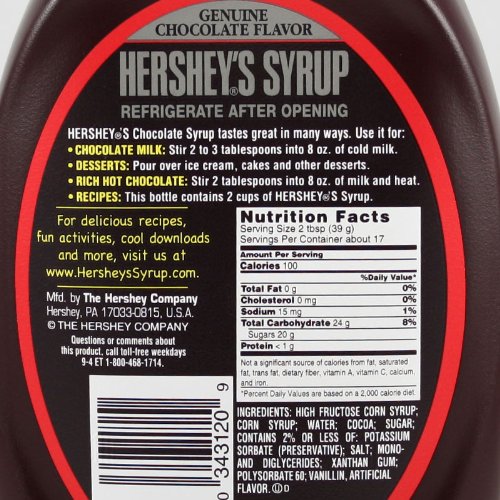 GENUINE
CHOCOLATE FLAVOR
HERSHEY'S® SYRUP
REFRIGERATE AFTER OPENING
HERSHEY®S Chocolate Syrup tastes great in many ways. Use it for:
• CHOCOLATE MILK: Stir 2 to 3 tablespoons into 8 oz. of cold milk.
• DESSERTS: Pour over ice cream, cakes and other desserts.
• RICH HOT CHOCOLATE: Stir 2 tablespoons into 8 oz. of milk and heat.
• RECIPES: This bottle contains 2 cups of HERSHEY®S Syrup.
For delicious recipes,
fun activities, cool downloads
and more, visit us at
www.HersheysSyrup.com.
Mfd. by The Hershey Company
Hershey, PA 17033-0815, U.S.A.
© THE HERSHEY COMPANY
Questions or comments about
this product, call toll-free weekdays
9-4 ET 1-800-468-1714.
0 343120 9
Nutrition Facts
Serving Size 2 tbsp (39 g)
Servings Per Container about 17
Amount Per Serving
Calories 100
%Daily Value*
Total Fat 0 g 0%
Cholesterol 0 mg 0%
Sodium 15 mg 1%
Total Carbohydrate 24 g 8%
Sugars 20 g
Protein < 1 g
Not a significant source of calories from fat, saturated
fat, trans fat, dietary fiber, vitamin A, vitamin C, calcium,
and iron.
*Percent Daily Values are based on a 2,000 calorie diet.
INGREDIENTS: HIGH FRUCTOSE CORN SYRUP;
CORN SYRUP; WATER; COCOA; SUGAR;
CONTAINS 2% OR LESS OF: POTASSIUM
SORBATE (PRESERVATIVE); SALT; MONO-
AND DIGLYCERIDES; XANTHAN GUM;
POLYSORBATE 60; VANILLIN, ARTIFICIAL
FLAVOR. Ⓤ D